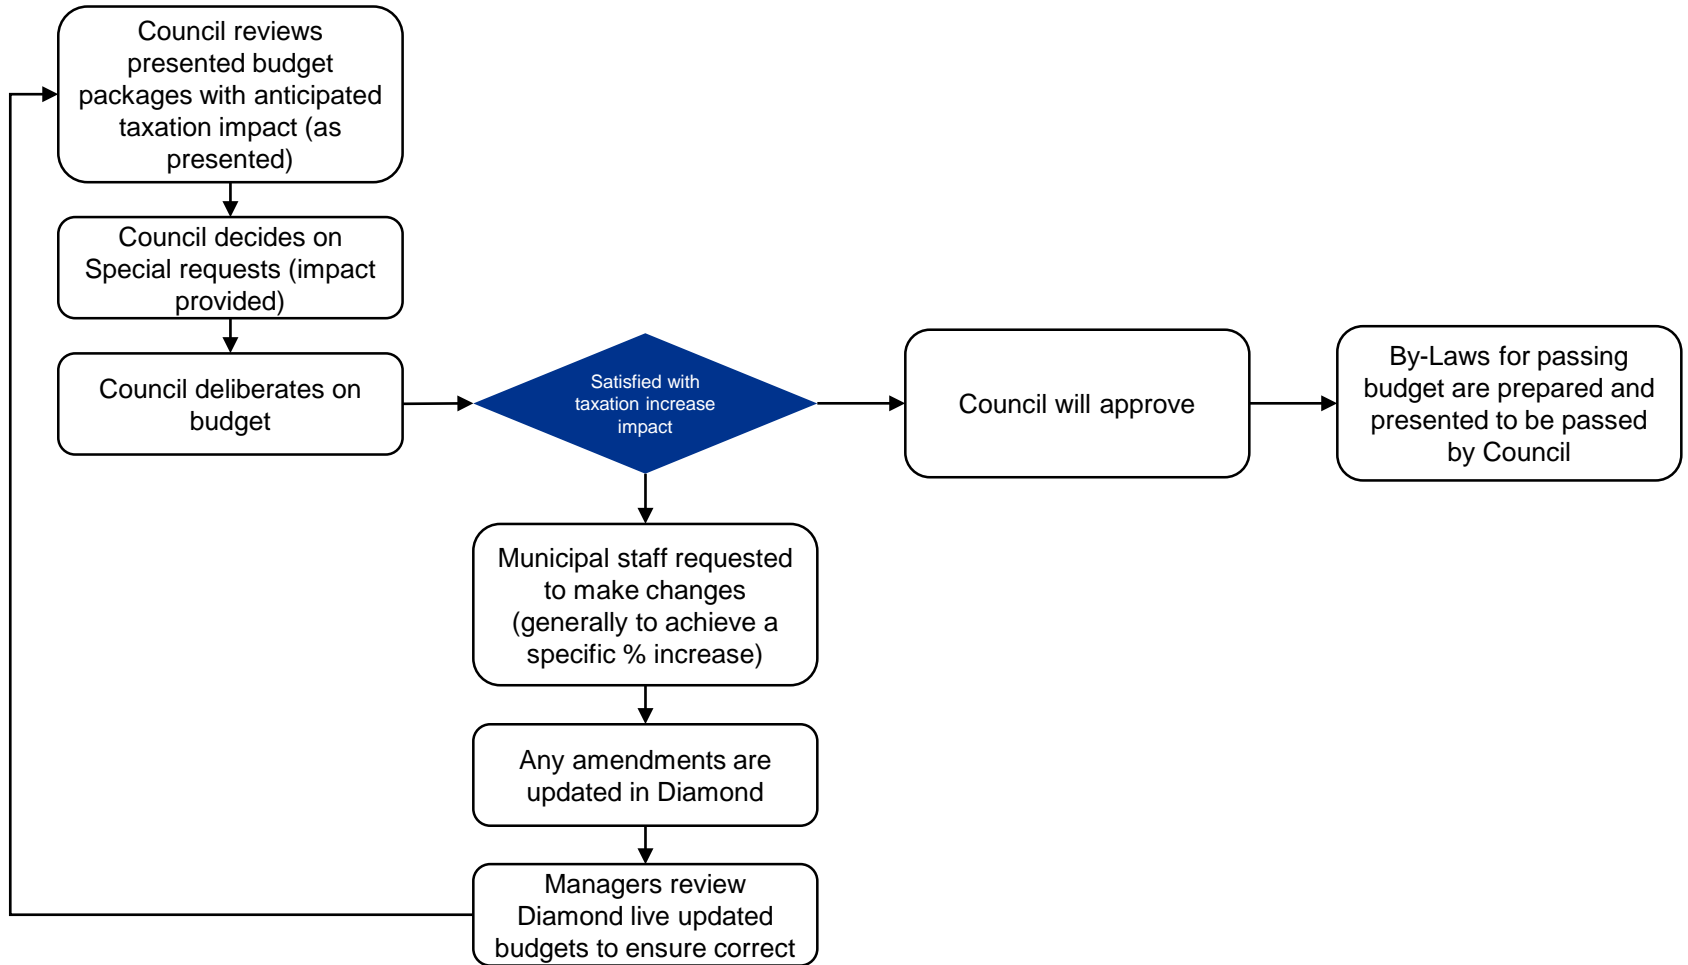 Council reviews
presented budget
packages with anticipated
taxation impact (as
presented)
Council decides on
Special requests (impact
provided)
Council deliberates on
budget
Satisfied with
taxation increase
impact
Council will approve
By-Laws for passing
budget are prepared and
presented to be passed
by Council
Municipal staff requested
to make changes
(generally to achieve a
specific % increase)
Any amendments are
updated in Diamond
Managers review
Diamond live updated
budgets to ensure correct